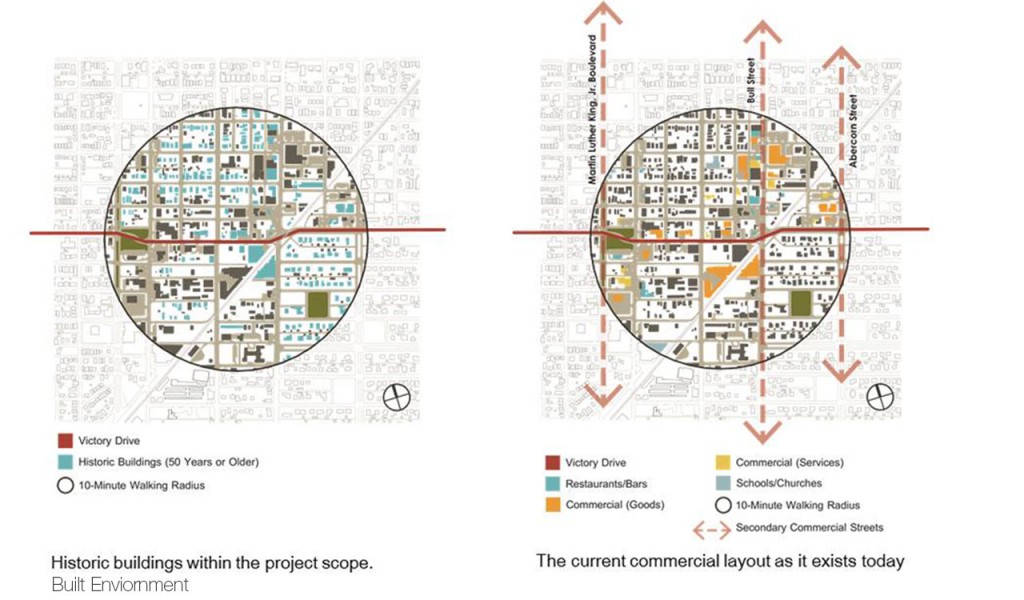 Martin Luther King, Jr. Boulevard
Bull Street
Abercorn Street
Victory Drive
Historic Buildings (50 Years or Older)
10-Minute Walking Radius
Historic buildings within the project scope.
Built Enviornment
Victory Drive
Restaurants/Bars
Commercial (Goods)
Commercial (Services)
Schools/Churches
10-Minute Walking Radius
Secondary Commercial Streets
The current commercial layout as it exists today